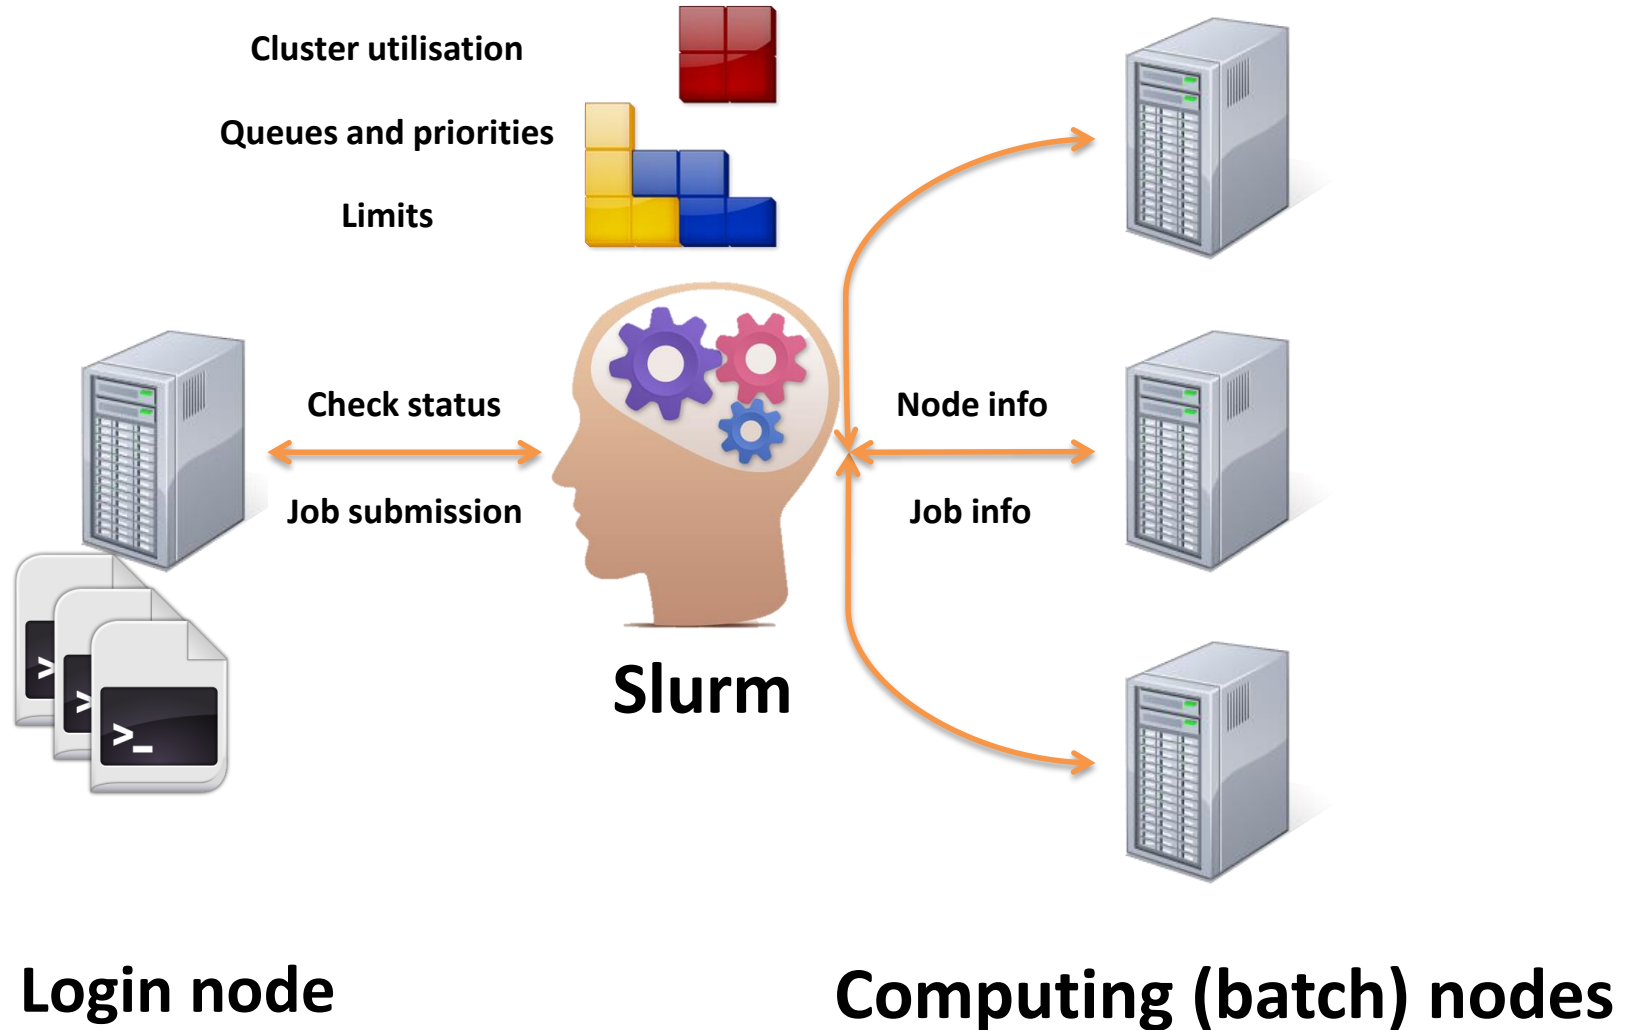 Cluster utilisation
Queues and priorities
Limits
Check status
Job submission
Node info
Job info
>
>
>_
Slurm
Login node
Computing (batch) nodes